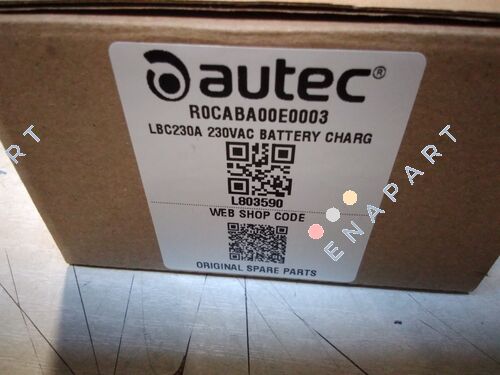 autec®
R0CABA00E0003
LBC230A 230VAC BATTERY CHARG
L803590
WEB SHOP CODE
ORIGINAL SPARE PARTS
ENAPART